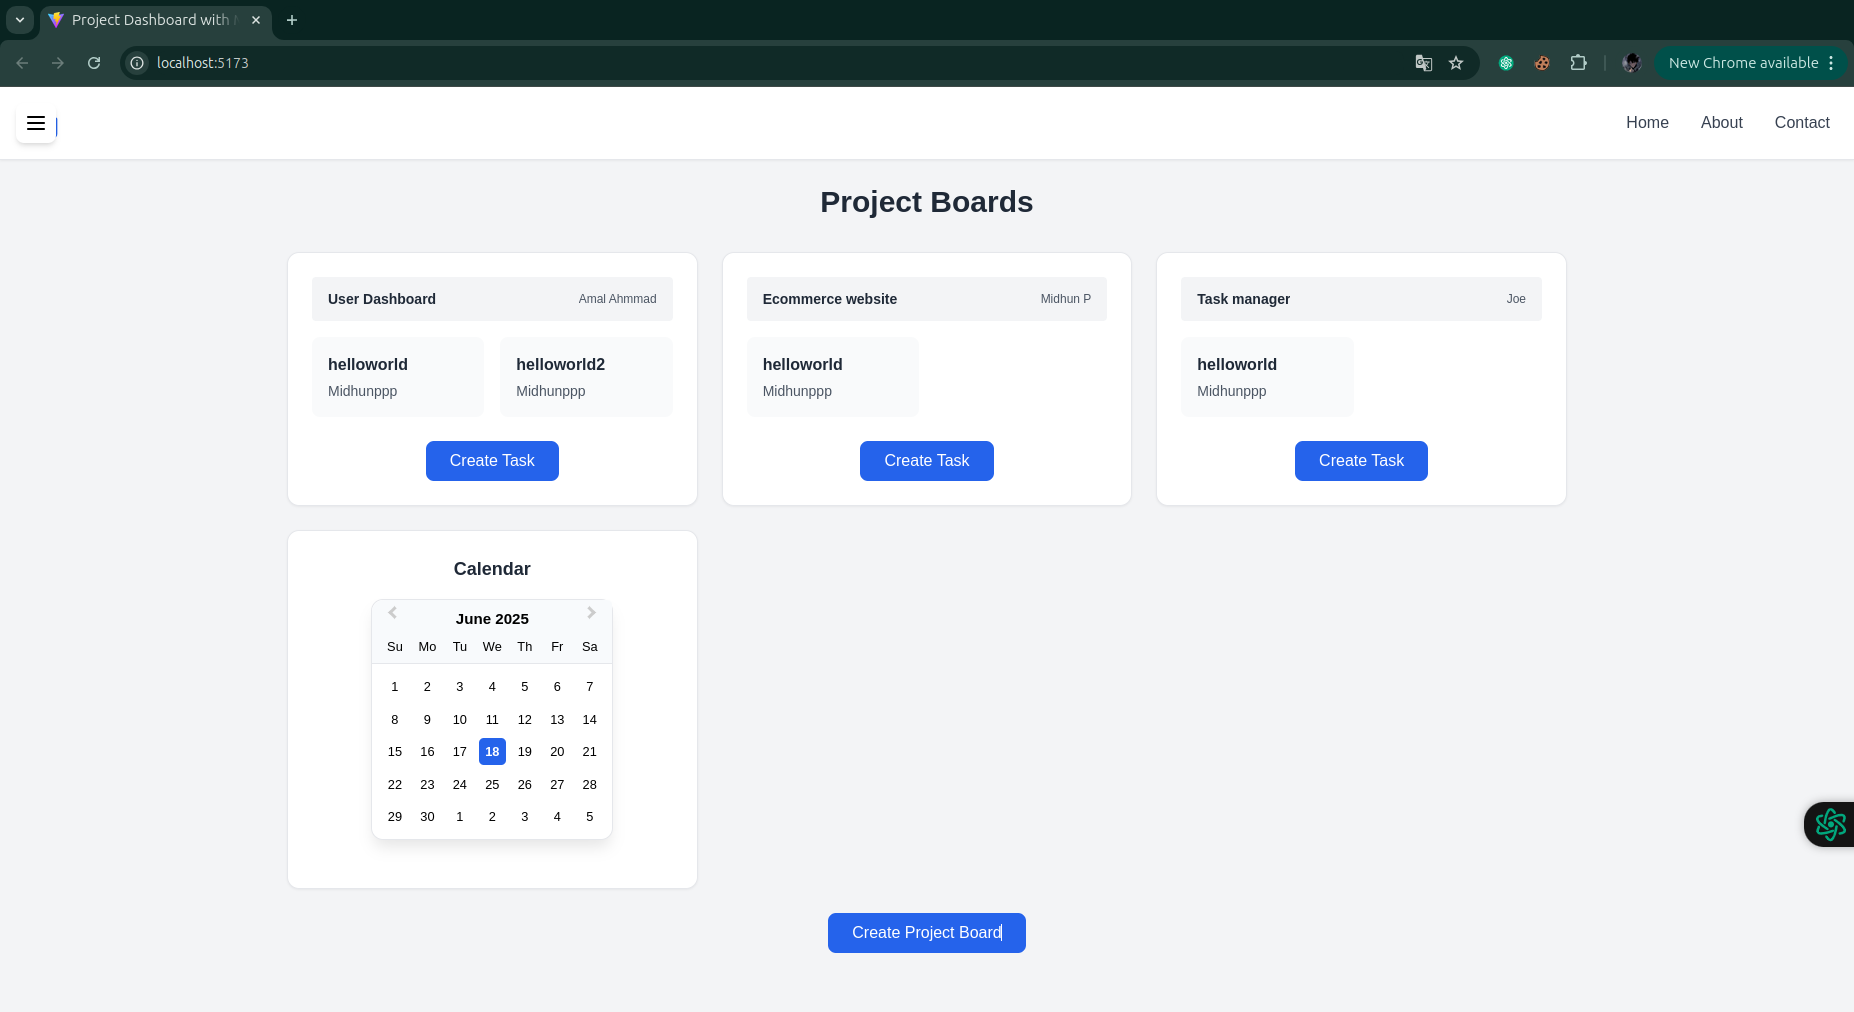 Project Dashboard with
localhost:5173
New Chrome available
Home About Contact
Project Boards
User Dashboard Amal Ahmmad
helloworld helloworld2
Midhunppp Midhunppp
Create Task
Ecommerce website Midhun P
helloworld
Midhunppp
Create Task
Task manager Joe
helloworld
Midhunppp
Create Task
Calendar
June 2025
Su Mo Tu We Th Fr Sa
1 2 3 4 5 6 7
8 9 10 11 12 13 14
15 16 17 18 19 20 21
22 23 24 25 26 27 28
29 30 1 2 3 4 5
Create Project Board